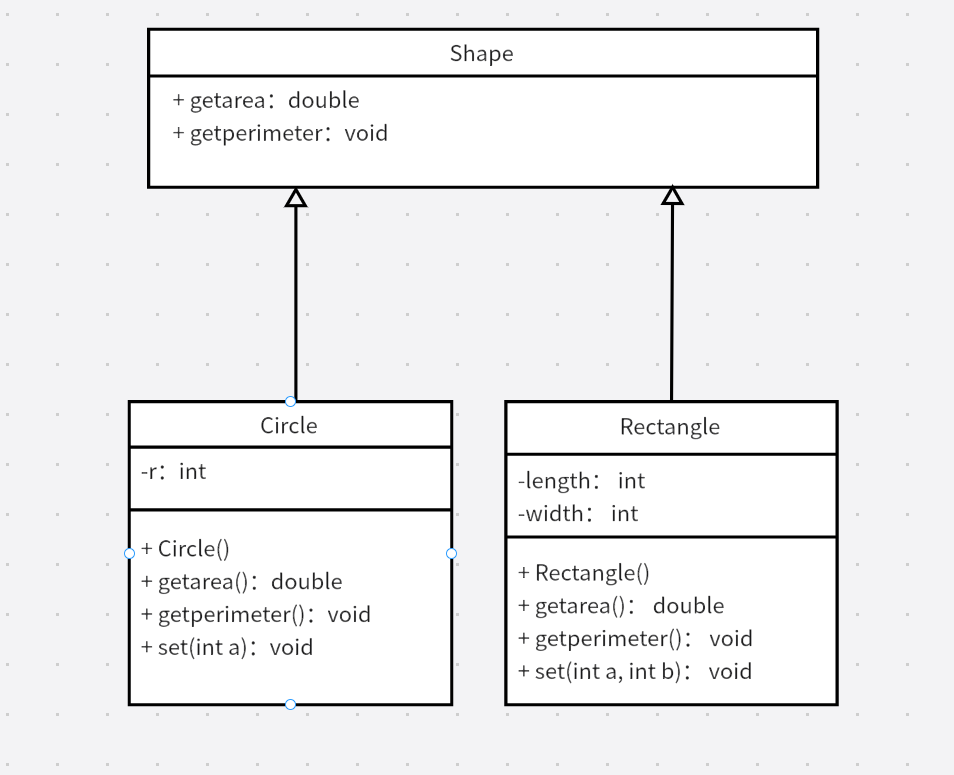 Shape
+ getarea：double
+ getperimeter：void
Circle
-r：int
+ Circle()
+ getarea()：double
+ getperimeter()：void
+ set(int a)：void
Rectangle
-length： int
-width： int
+ Rectangle()
+ getarea()： double
+ getperimeter()： void
+ set(int a, int b)： void